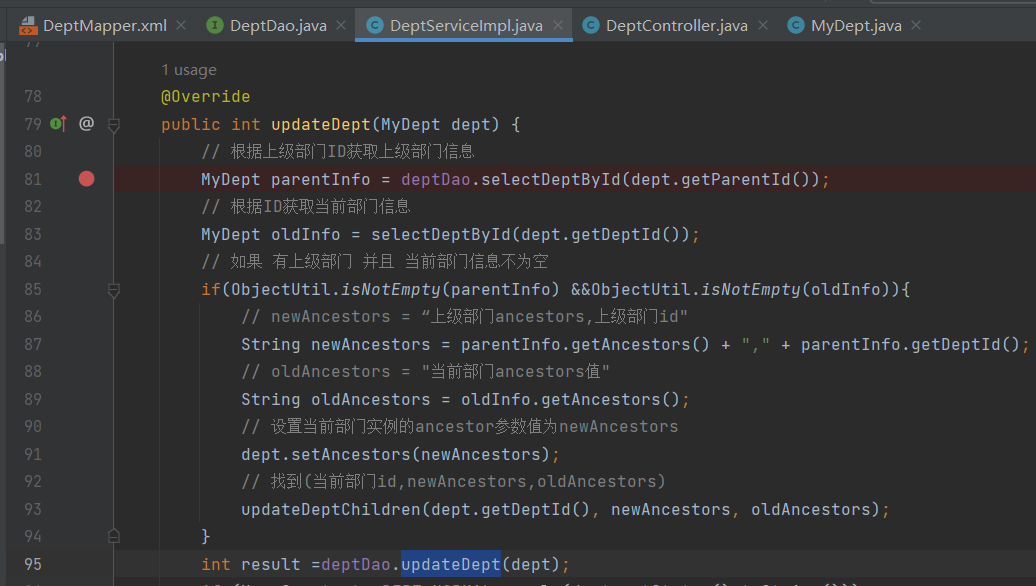 DeptMapper.xml DeptDao.java DeptServiceImpl.java DeptController.java MyDept.java
77
1 usage
78 @Override
79 @ public int updateDept(MyDept dept) {
80 // 根据上级部门ID获取上级部门信息
81 MyDept parentInfo = deptDao.selectDeptById(dept.getParentId());
82 // 根据ID获取当前部门信息
83 MyDept oldInfo = selectDeptById(dept.getDeptId());
84 // 如果 有上级部门 并且 当前部门信息不为空
85 if(ObjectUtil.isNotEmpty(parentInfo) &&ObjectUtil.isNotEmpty(oldInfo)){
86 // newAncestors = “上级部门ancestors,上级部门id"
87 String newAncestors = parentInfo.getAncestors() + "," + parentInfo.getDeptId();
88 // oldAncestors = "当前部门ancestors值"
89 String oldAncestors = oldInfo.getAncestors();
90 // 设置当前部门实例的ancestor参数值为newAncestors
91 dept.setAncestors(newAncestors);
92 // 找到(当前部门id,newAncestors,oldAncestors)
93 updateDeptChildren(dept.getDeptId(), newAncestors, oldAncestors);
94 }
95 int result =deptDao.updateDept(dept);